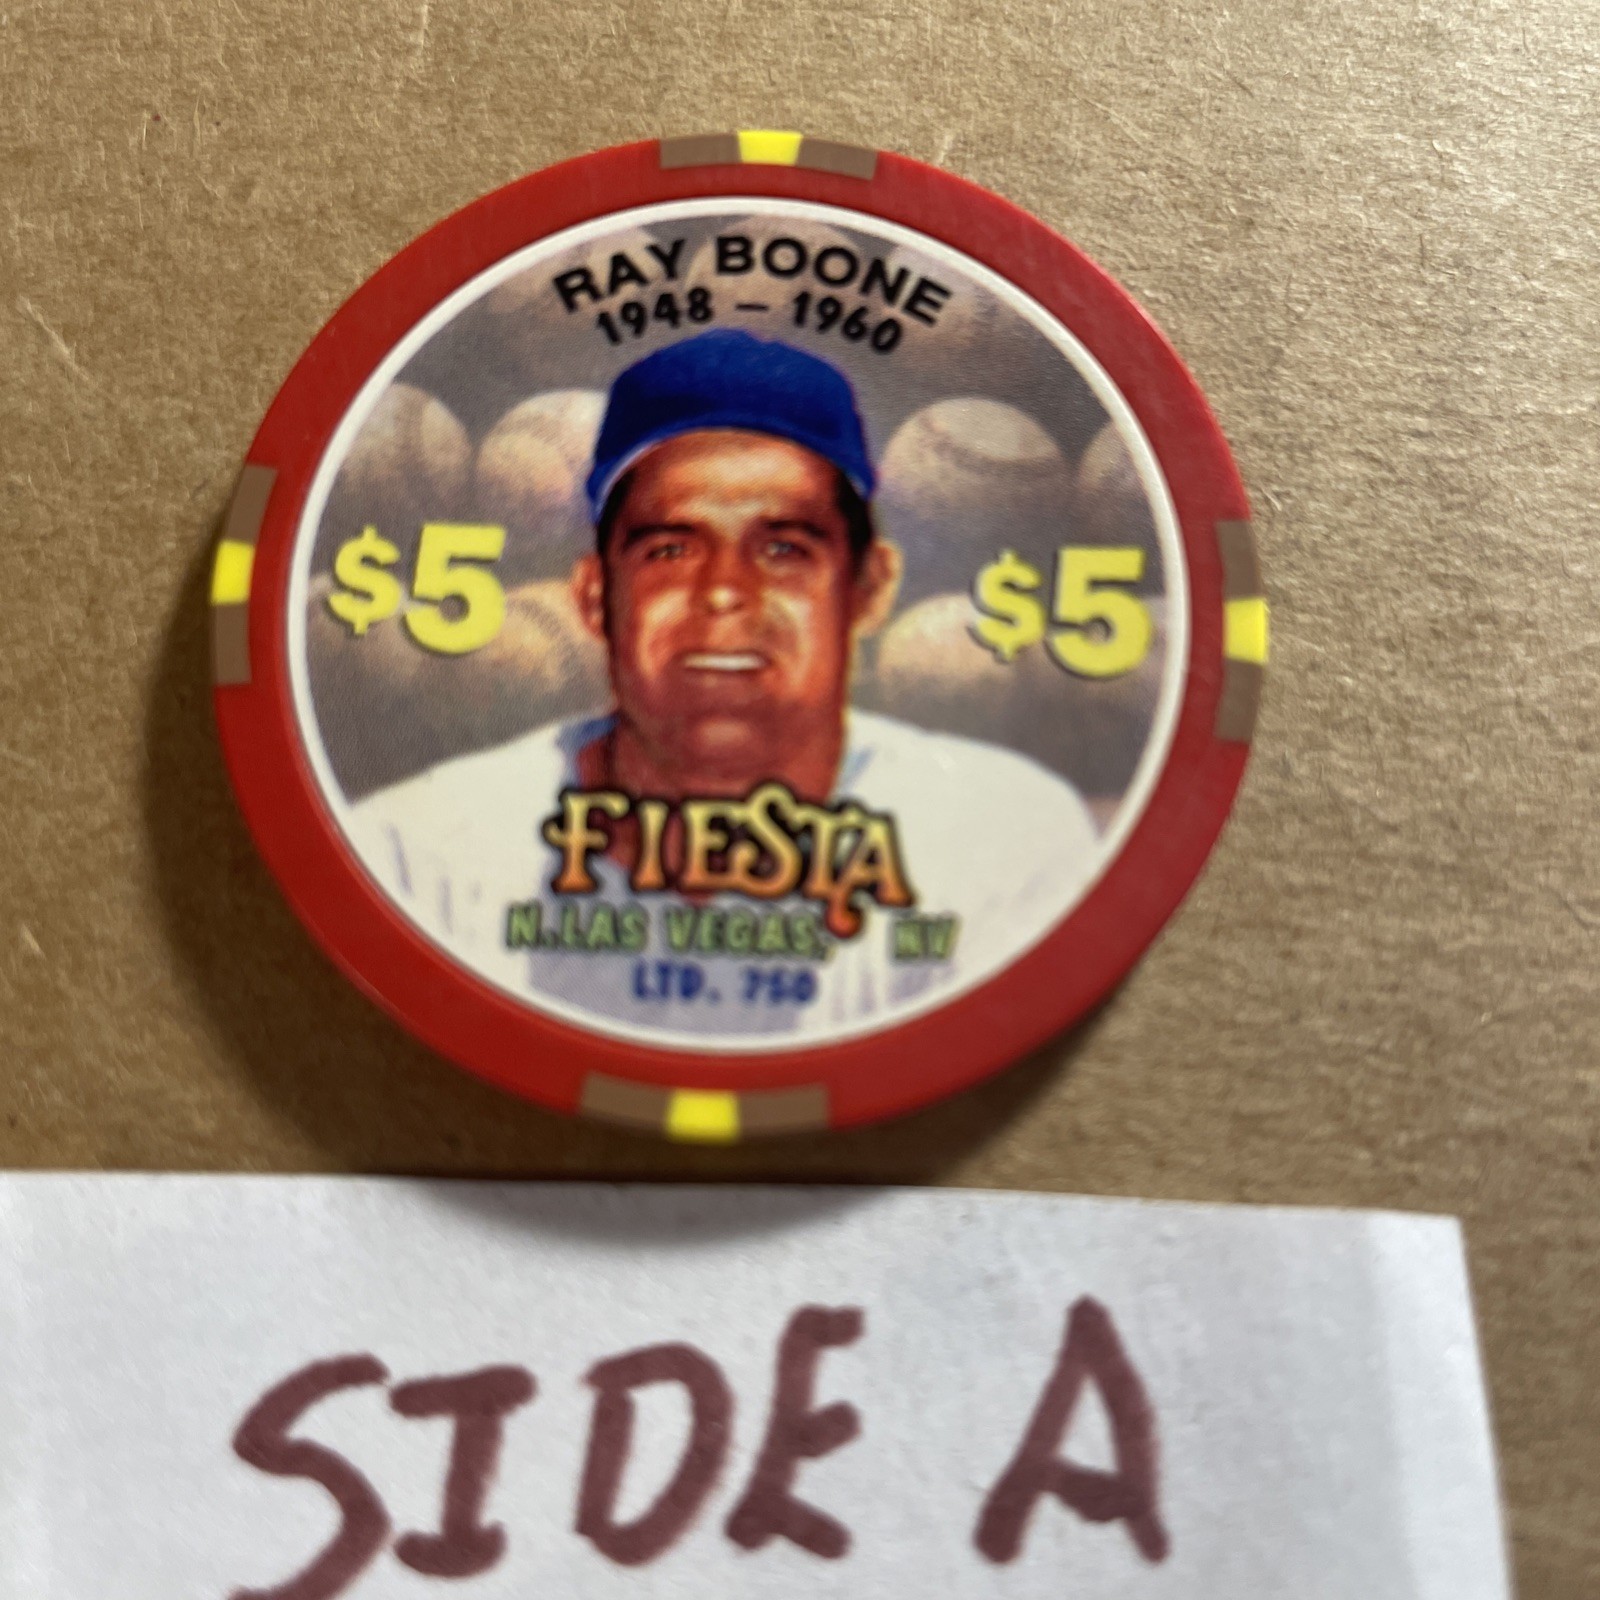 RAY BOONE
1948 – 1960
$5 $5
FIESTA
N. LAS VEGAS, NV
LTD. 750
SIDE A